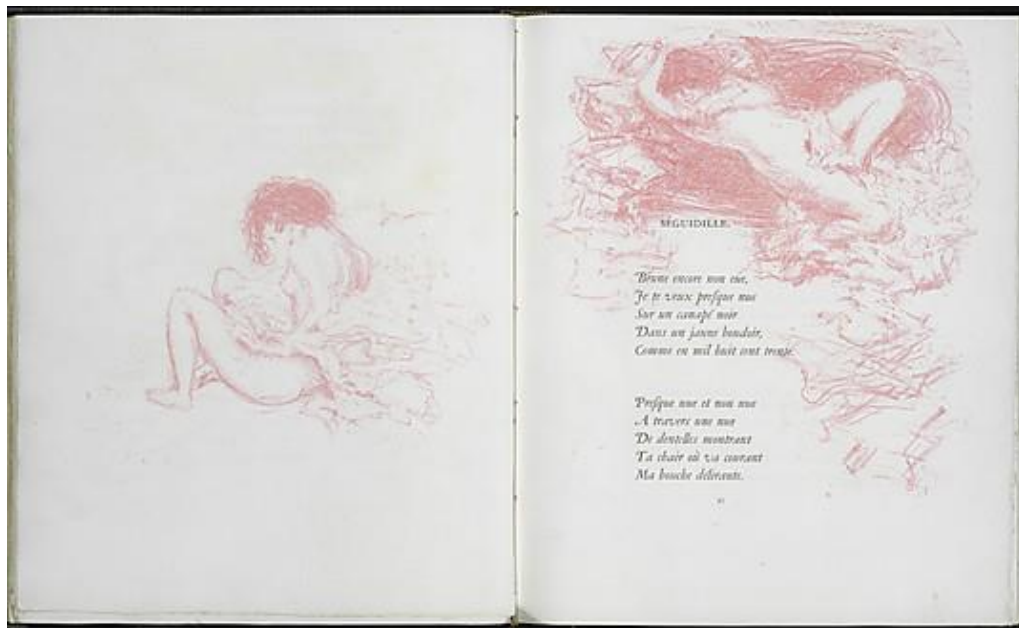 SÉGUIDILLE.
Brune encore non eue,
Je te veux preſque nue
Sur un canapé noir
Dans un jaune boudoir,
Comme en mil huit cent trente.
Preſque nue et non nue
A travers une nue
De dentelles montrant
Ta chair où va courant
Ma bouche délirante.